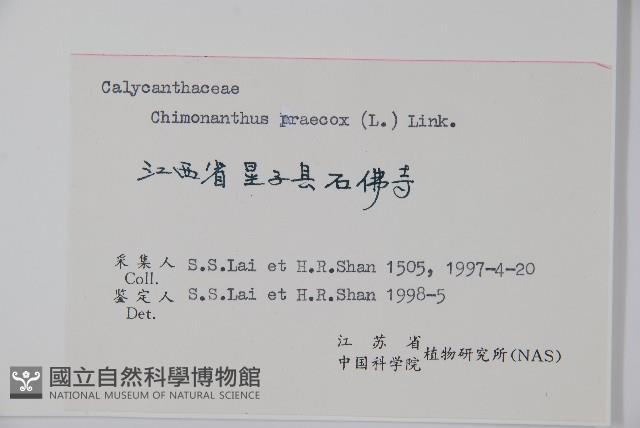 Calycanthaceae
Chimonanthus praecox (L.) Link.
江西省星子县石佛寺
采集人 S.S.Lai et H.R.Shan 1505, 1997-4-20
Coll.
鉴定人 S.S.Lai et H.R.Shan 1998-5
Det.
江苏省
中国科学院植物研究所(NAS)
國立自然科學博物館
NATIONAL MUSEUM OF NATURAL SCIENCE